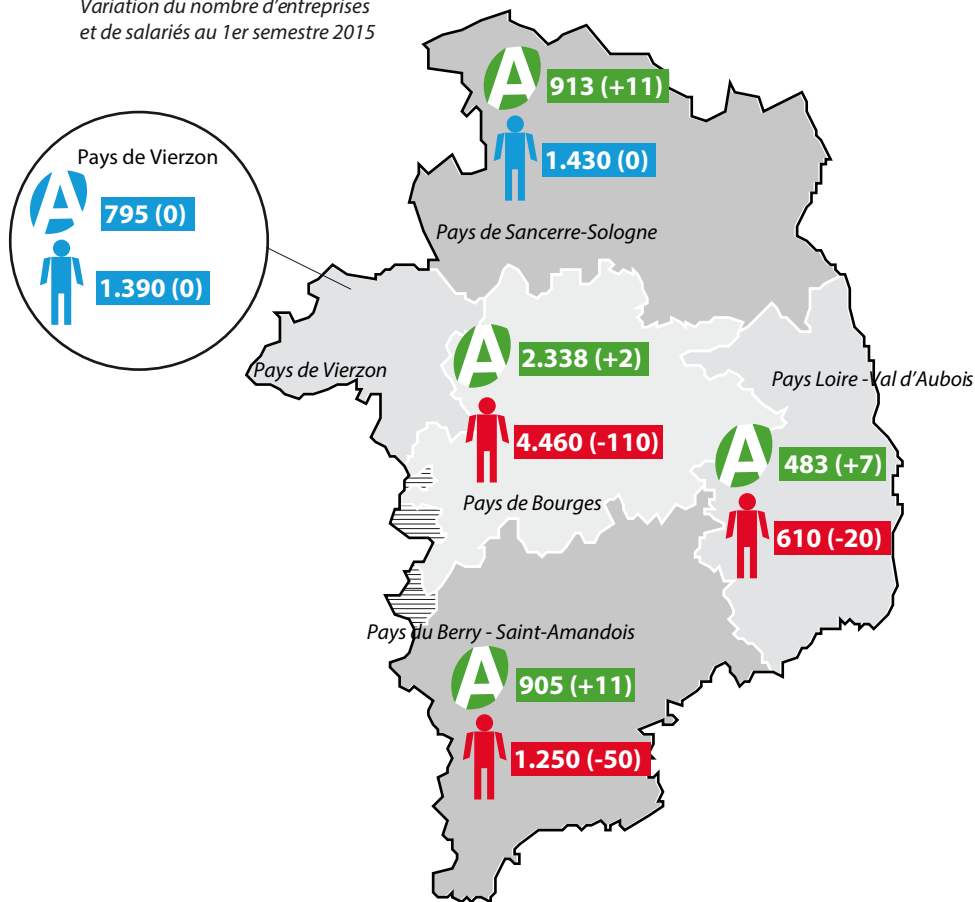 Variation du nombre d'entreprises
et de salariés au 1er semestre 2015
A 913 (+11)
1.430 (0)
Pays de Vierzon
A 795 (0)
1.390 (0)
Pays de Sancerre-Sologne
Pays de Vierzon
A 2.338 (+2)
4.460 (-110)
Pays de Bourges
Pays Loire -Val d'Aubois
A 483 (+7)
610 (-20)
Pays du Berry - Saint-Amandois
A 905 (+11)
1.250 (-50)